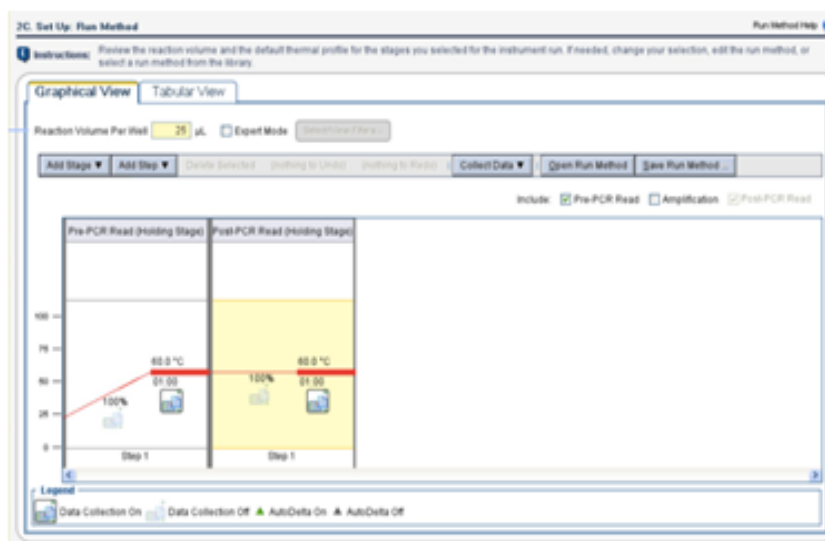 2C. Set Up: Run Method
Run Method Help
Instructions: Review the reaction volume and the default thermal profile for the stages you selected for the instrument run. If needed, change your selection, edit the run method, or
select a run method from the library.
Graphical View Tabular View
Reaction Volume Per Well 25 µL Expert Mode
Add Stage ▼ Add Step ▼ Delete Selected (nothing to Undo) (nothing to Redo) Collect Data ▼ Open Run Method Save Run Method ...
Include: Pre-PCR Read Amplification Post-PCR Read
Pre-PCR Read (Holding Stage) Post-PCR Read (Holding Stage)
100
75
60.0 °C 60.0 °C
50 01:00 100% 01:00
100%
25
0
Step 1 Step 1
Legend
Data Collection On Data Collection Off AutoDelta On AutoDelta Off